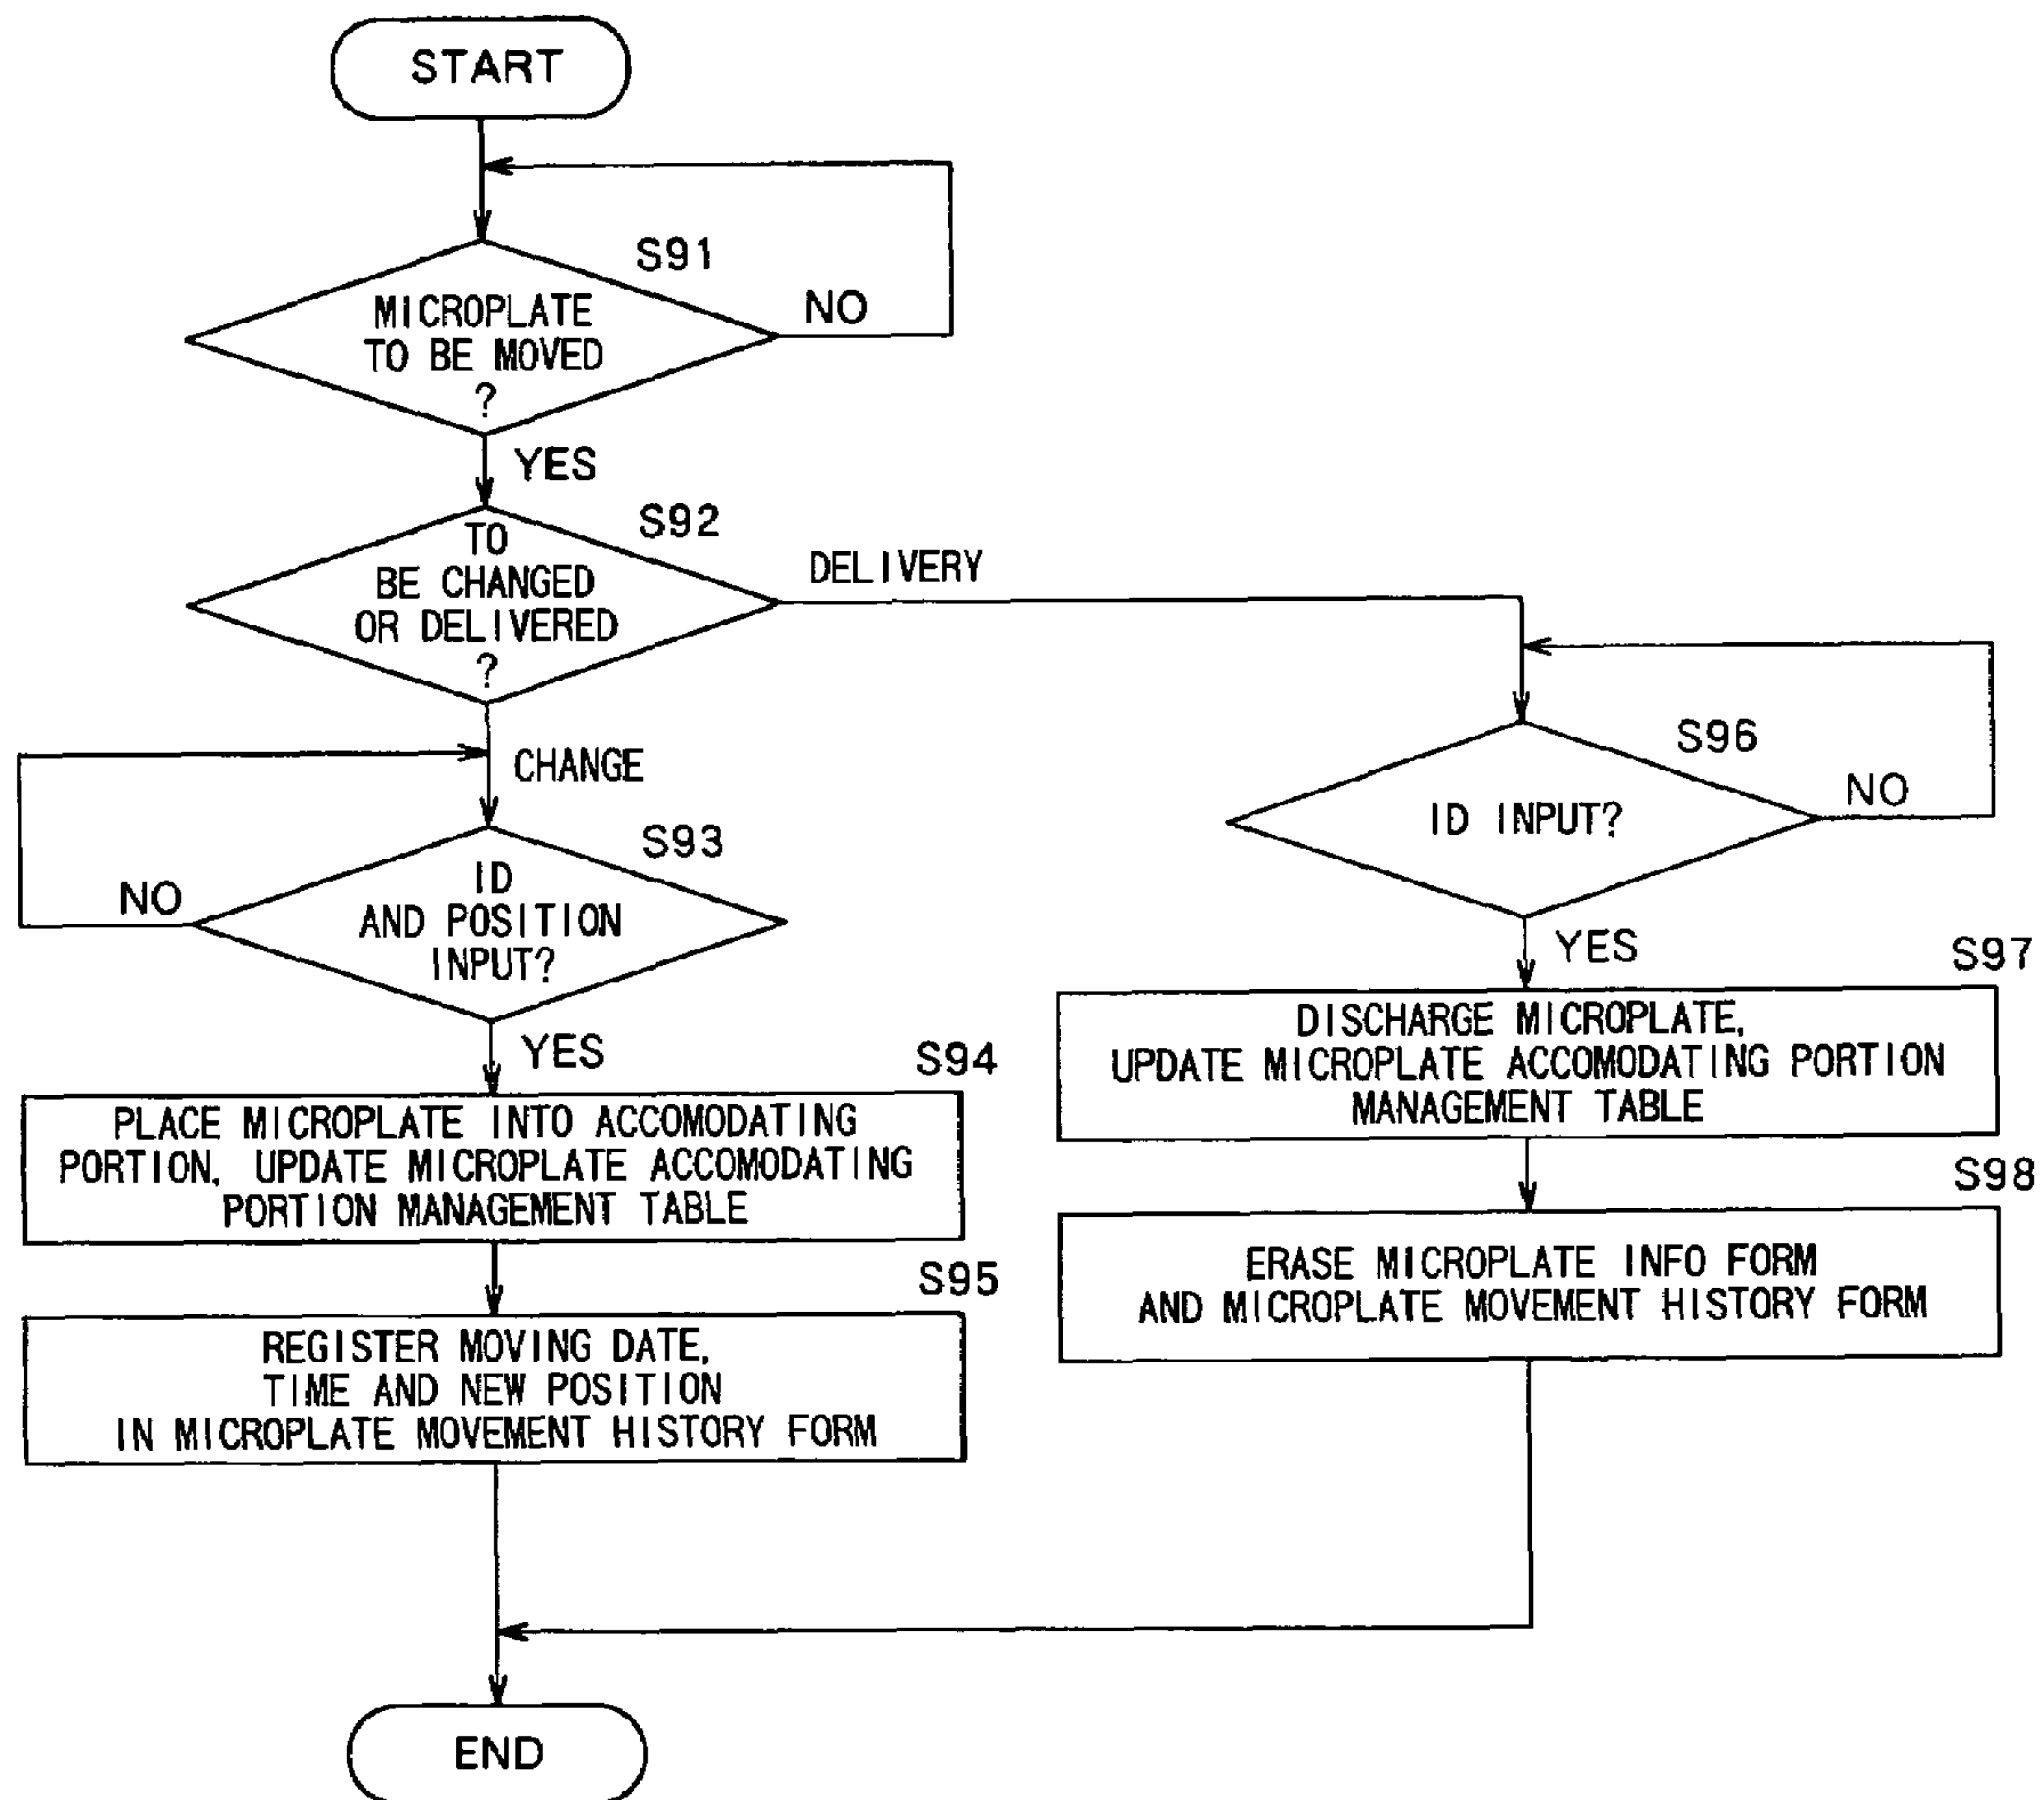 START
S91
MICROPLATE
TO BE MOVED
?
NO
YES
S92
TO
BE CHANGED
OR DELIVERED
?
DELIVERY
CHANGE
S93
ID
AND POSITION
INPUT?
NO
YES
S94
PLACE MICROPLATE INTO ACCOMODATING
PORTION, UPDATE MICROPLATE ACCOMODATING
PORTION MANAGEMENT TABLE
S95
REGISTER MOVING DATE,
TIME AND NEW POSITION
IN MICROPLATE MOVEMENT HISTORY FORM
S96
ID INPUT?
NO
YES
S97
DISCHARGE MICROPLATE,
UPDATE MICROPLATE ACCOMODATING PORTION
MANAGEMENT TABLE
S98
ERASE MICROPLATE INFO FORM
AND MICROPLATE MOVEMENT HISTORY FORM
END